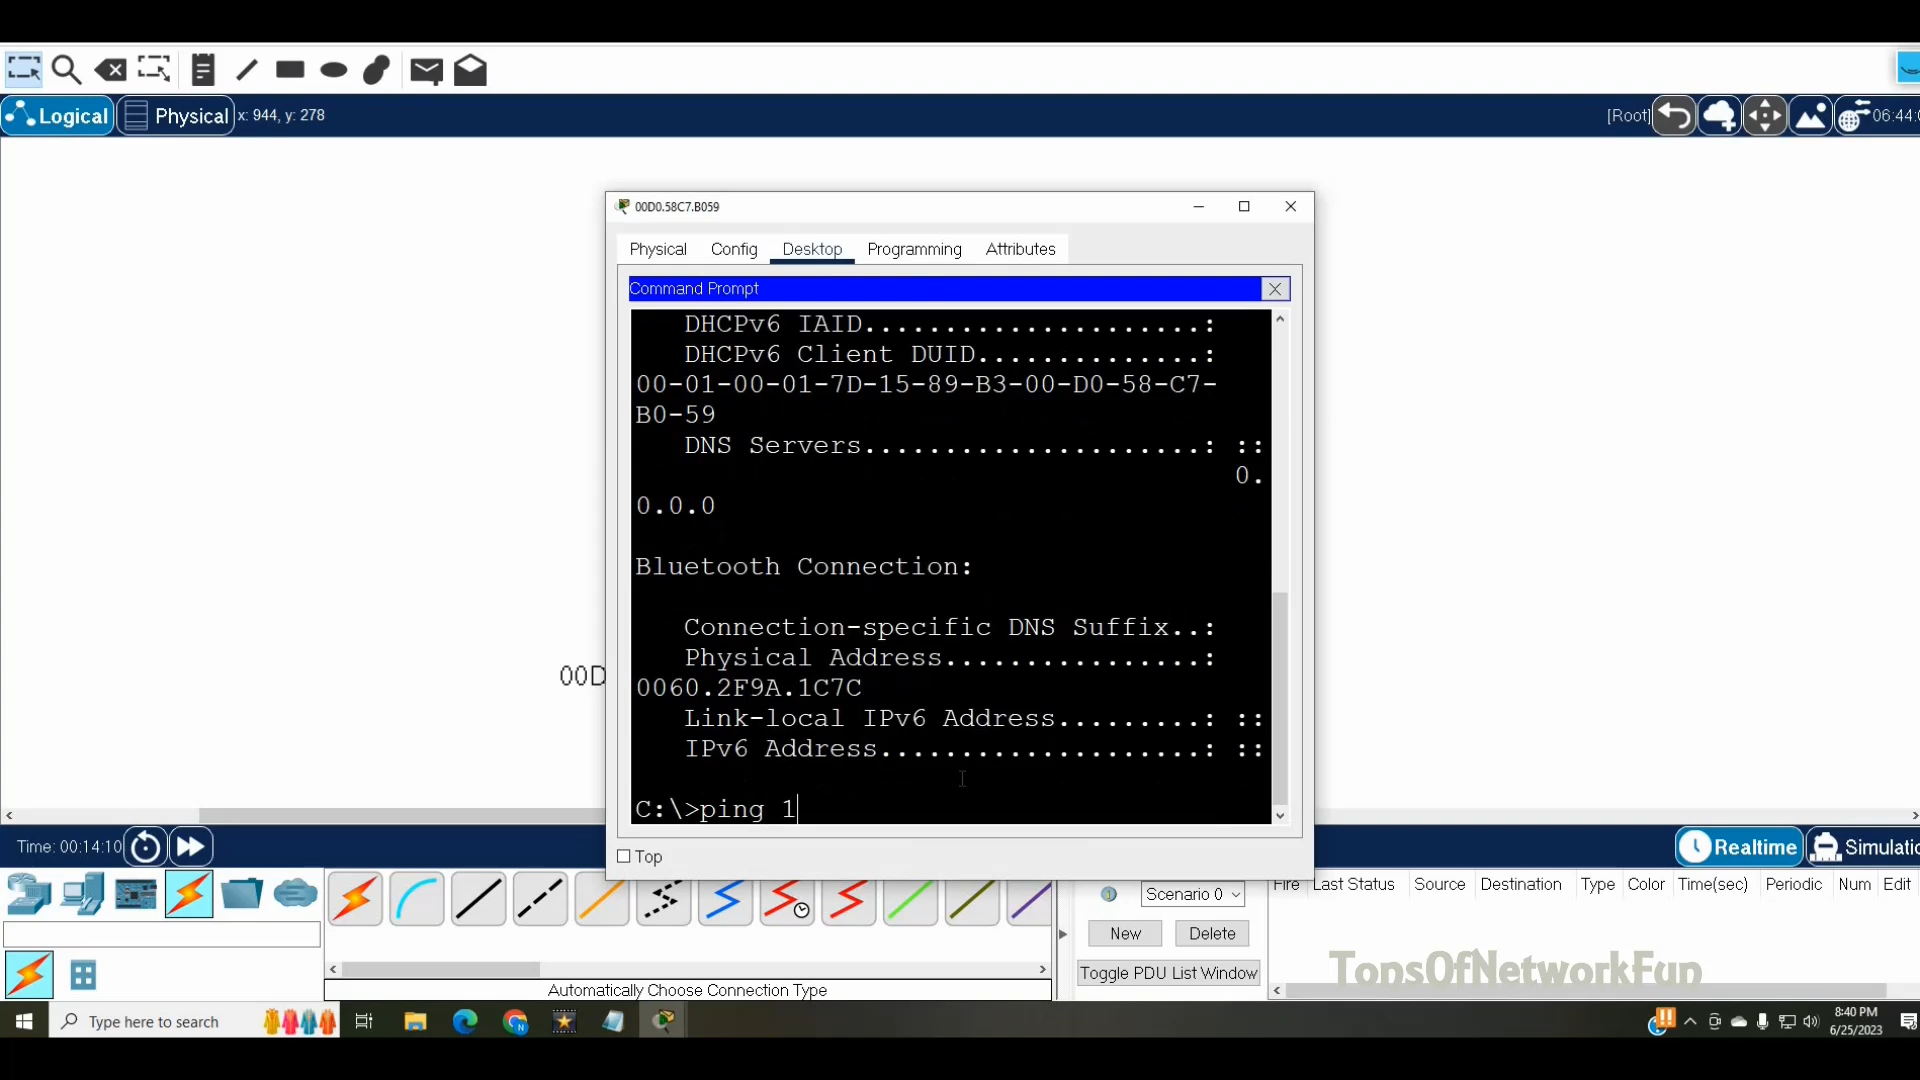 Logical
Physical
x: 944, y: 278
[Root]
06:44:
00D0.58C7.B059
Physical
Config
Desktop
Programming
Attributes
Command Prompt
DHCPv6 IAID.....................:
DHCPv6 Client DUID..............:
00-01-00-01-7D-15-89-B3-00-D0-58-C7-
B0-59
DNS Servers.....................: ::
0.
0.0.0
Bluetooth Connection:
Connection-specific DNS Suffix..:
Physical Address................:
0060.2F9A.1C7C
Link-local IPv6 Address.........: ::
IPv6 Address....................: ::
C:\>ping 1
00D
Top
Time: 00:14:10
Realtime
Simulatio
Scenario 0
New
Delete
Toggle PDU List Window
Fire
Last Status
Source
Destination
Type
Color
Time(sec)
Periodic
Num
Edit
Automatically Choose Connection Type
TopsOfNetworkFun
Type here to search
8:40 PM
6/25/2023